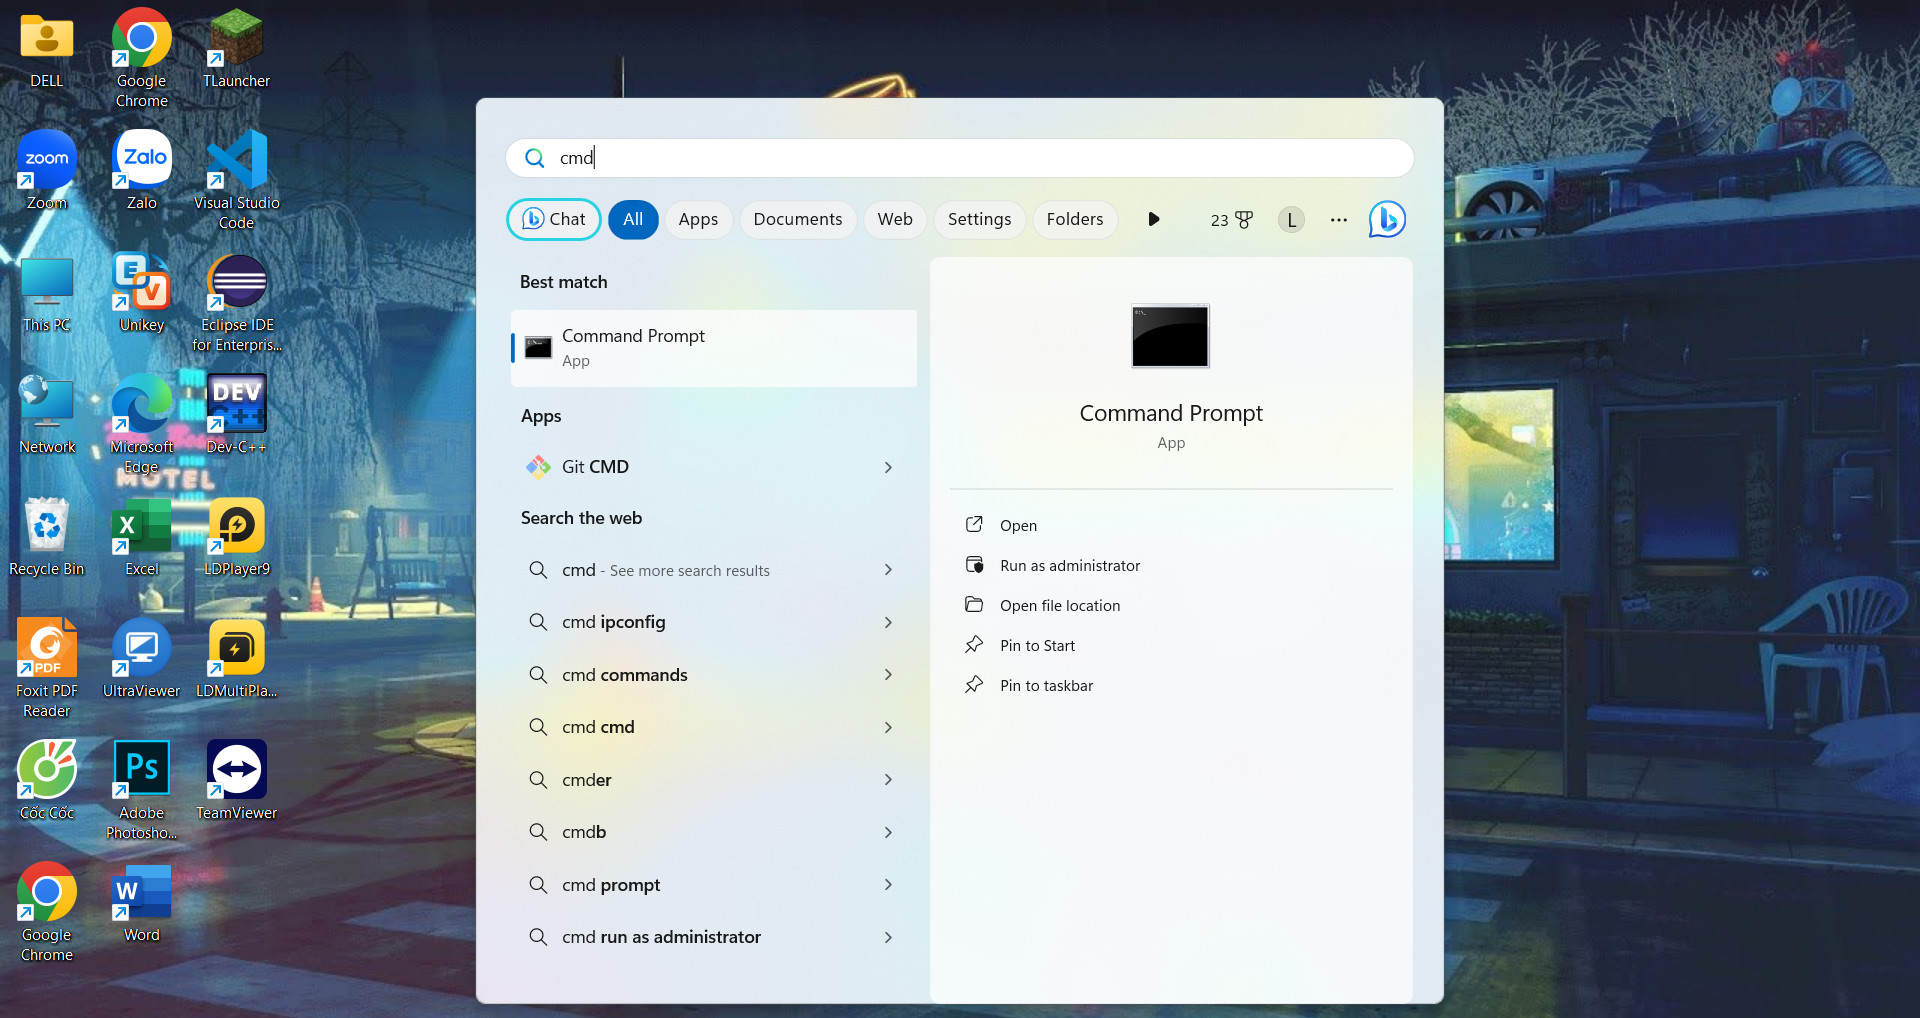 DELL
Google
Chrome
TLauncher
zoom
Zoom
Zalo
Zalo
Visual Studio
Code
This PC
E
V
Unikey
Eclipse IDE
for Enterpris...
Network
Microsoft
Edge
DEV
C++
Dev-C++
MOTEL
Recycle Bin
X
Excel
LDPlayer9
PDF
Foxit PDF
Reader
UltraViewer
LDMultiPla...
Cốc Cốc
Ps
Adobe
Photosho...
TeamViewer
Google
Chrome
W
Word
cmd
Chat
All
Apps
Documents
Web
Settings
Folders
23
L
...
Best match
Command Prompt
App
Apps
Git CMD
Search the web
cmd - See more search results
cmd ipconfig
cmd commands
cmd cmd
cmder
cmdb
cmd prompt
cmd run as administrator
Command Prompt
App
Open
Run as administrator
Open file location
Pin to Start
Pin to taskbar